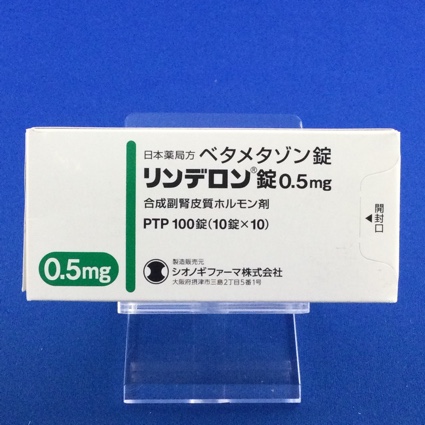 日本薬局方 ベタメタゾン錠
リンデロン®錠0.5mg
合成副腎皮質ホルモン剤
PTP 100錠(10錠×10)
開封口
0.5mg
製造販売元
シオノギファーマ株式会社
大阪府摂津市三島2丁目5番1号